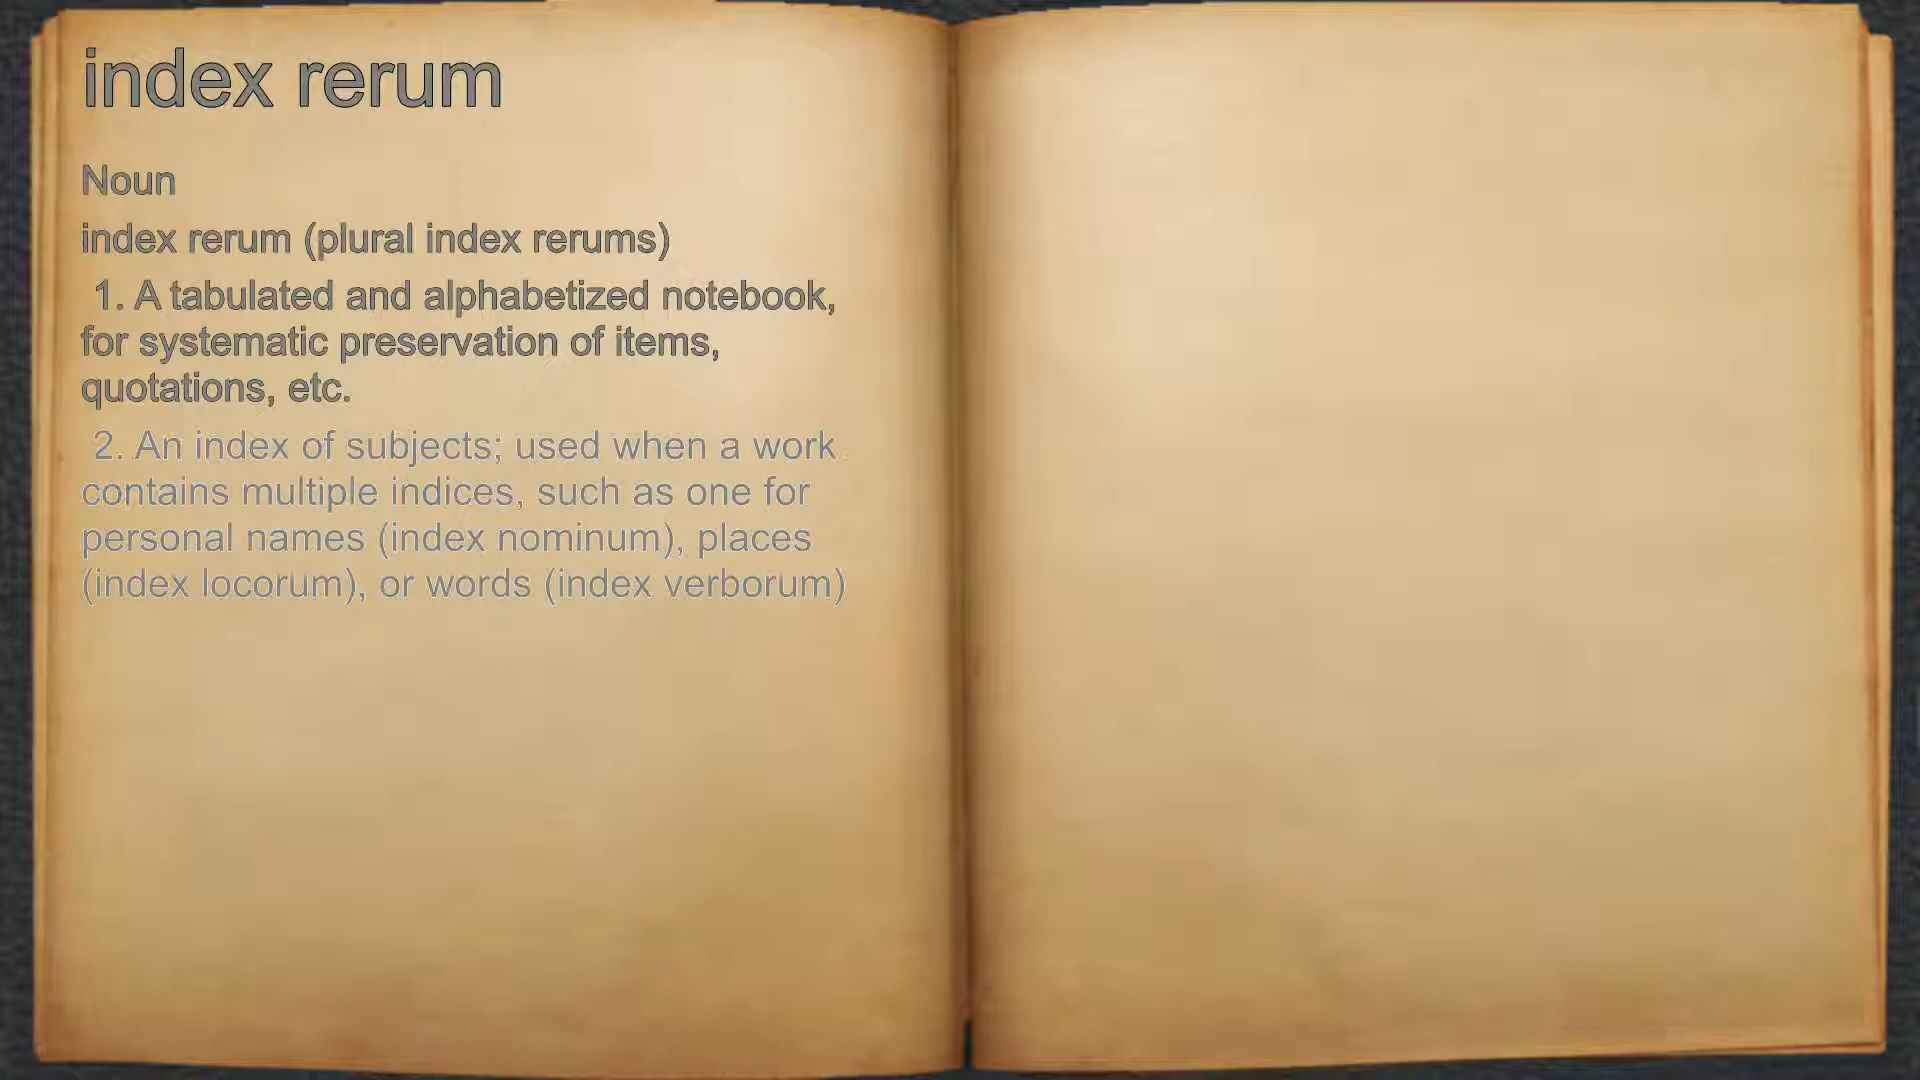 index rerum
Noun
index rerum (plural index rerums)
1. A tabulated and alphabetized notebook,
for systematic preservation of items,
quotations, etc.
2. An index of subjects; used when a work
contains multiple indices, such as one for
personal names (index nominum), places
(index locorum), or words (index verborum)